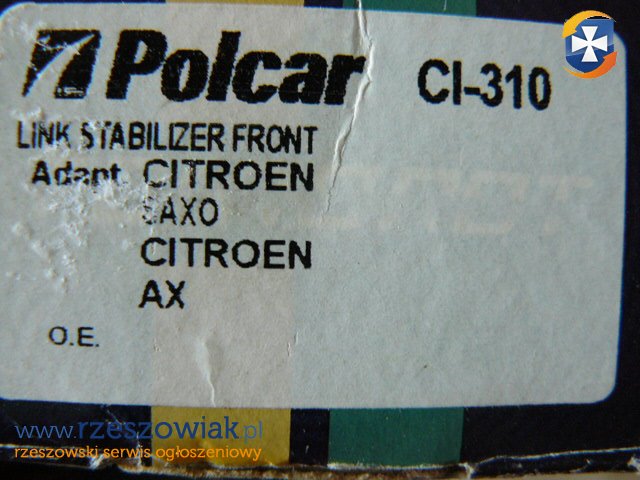 Polcar CI-310
LINK STABILIZER FRONT
Adapt. CITROEN
SAXO
CITROEN
AX
O.E.
www.rzeszowiak.pl
rzeszowski serwis ogłoszeniowy